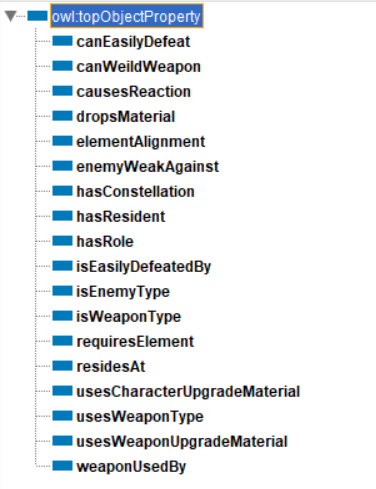 owl:topObjectProperty
canEasilyDefeat
canWeildWeapon
causesReaction
dropsMaterial
elementAlignment
enemyWeakAgainst
hasConstellation
hasResident
hasRole
isEasilyDefeatedBy
isEnemyType
isWeaponType
requiresElement
residesAt
usesCharacterUpgradeMaterial
usesWeaponType
usesWeaponUpgradeMaterial
weaponUsedBy